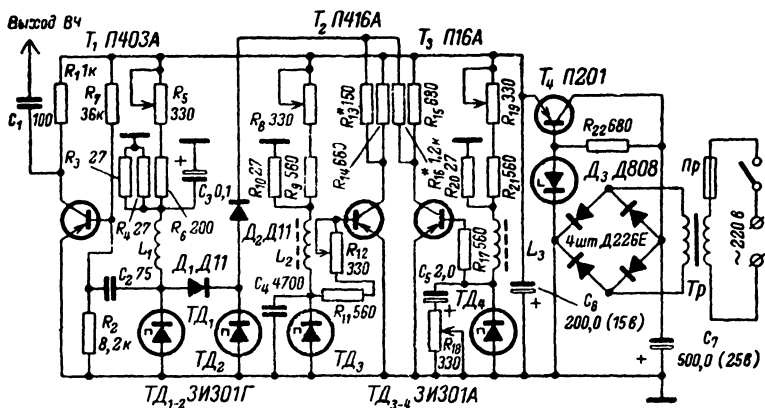 Выход ВЧ
T₁ П403А
T₂ П416А
T₃ П16А
T₄ П201
R₁ 1к
R₇ 36к
R₅ 330
C₁ 100
R₃ 27
R₄ 27
R₆ 200
C₃ 0,1
L₁
C₂ 75
Д₁ Д11
R₂ 8,2к
R₈ 330
R₁₀ 27
R₉ 560
Д₂ Д11
L₂
C₄ 4700
R₁₂ 330
R₁₁ 560
R*₁₃ 150
R₁₄ 660
R₁₅ 680
R*₁₆ 1,2к
R₁₉ 330
R₂₀ 27
R₂₁ 560
R₁₇ 560
C₅ 2,0
R₁₈ 330
L₃
ТД₁
ТД₂
ТД₃
ТД₄
ТД₁₋₂ ЗИ301Г
ТД₃₋₄ ЗИ301А
R₂₂ 680
Д₃ Д808
4шт Д226Е
Пр
~220 в
Тр
C₈ 200,0 (15в)
C₇ 500,0 (25в)